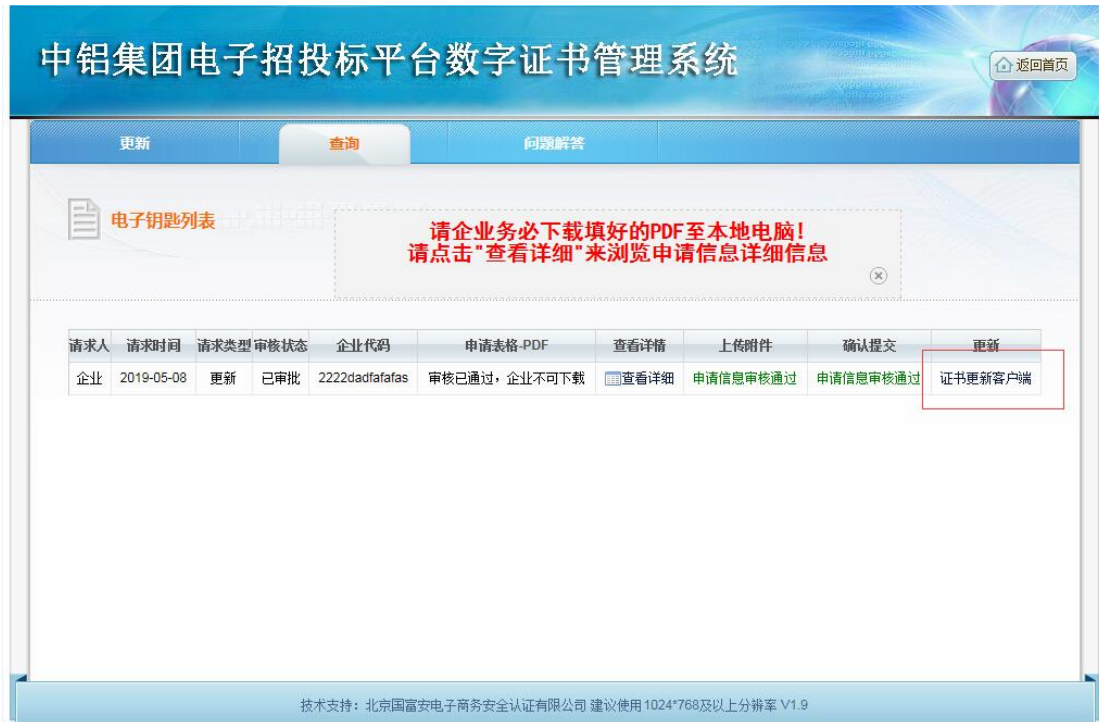 中铝集团电子招投标平台数字证书管理系统
返回首页
更新 查询 问题解答
电子钥匙列表
请企业务必下载填好的PDF至本地电脑!
请点击"查看详细"来浏览申请信息详细信息
请求人 请求时间 请求类型 审核状态 企业代码 申请表格-PDF 查看详情 上传附件 确认提交 更新
企业 2019-05-08 更新 已审批 2222dadfafafas 审核已通过，企业不可下载 查看详细 申请信息审核通过 申请信息审核通过 证书更新客户端
技术支持：北京国富安电子商务安全认证有限公司 建议使用1024*768及以上分辨率 V1.9